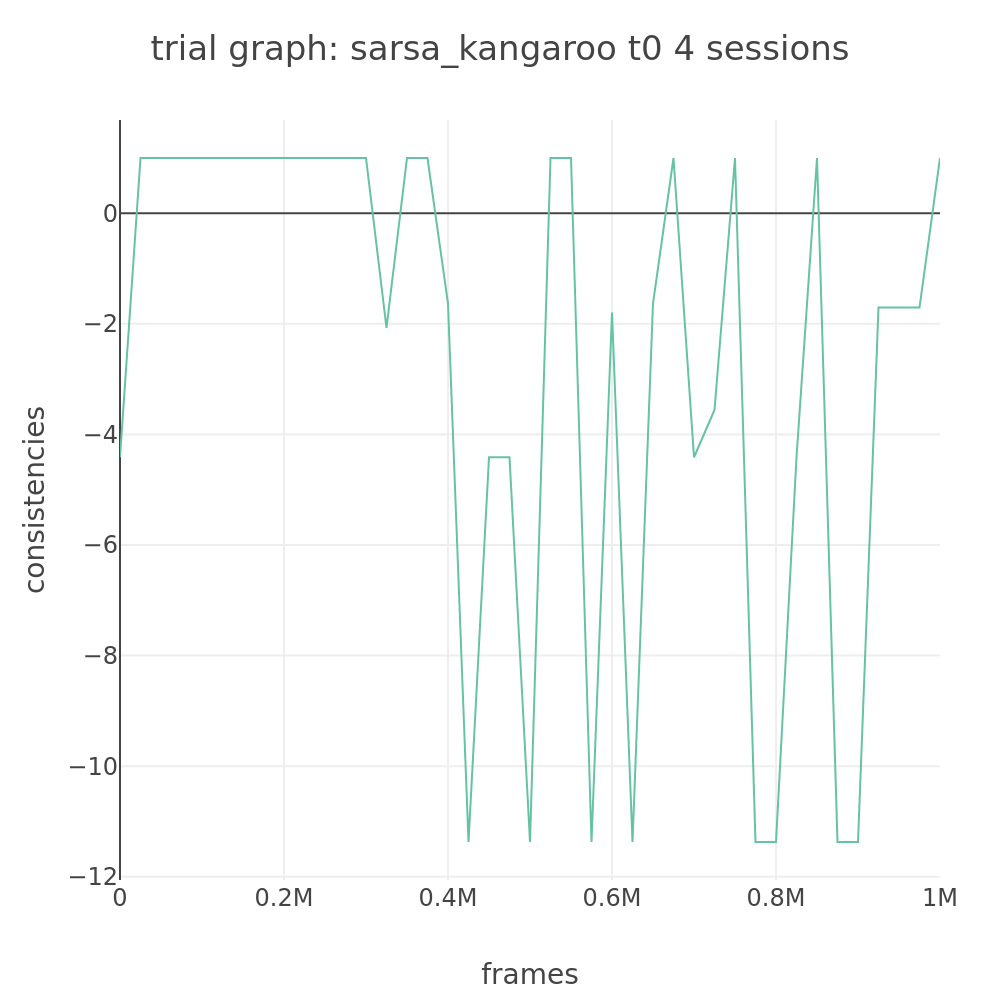 trial graph: sarsa_kangaroo t0 4 sessions
consistencies
0
−2
−4
−6
−8
−10
−12
0
0.2M
0.4M
0.6M
0.8M
1M
frames